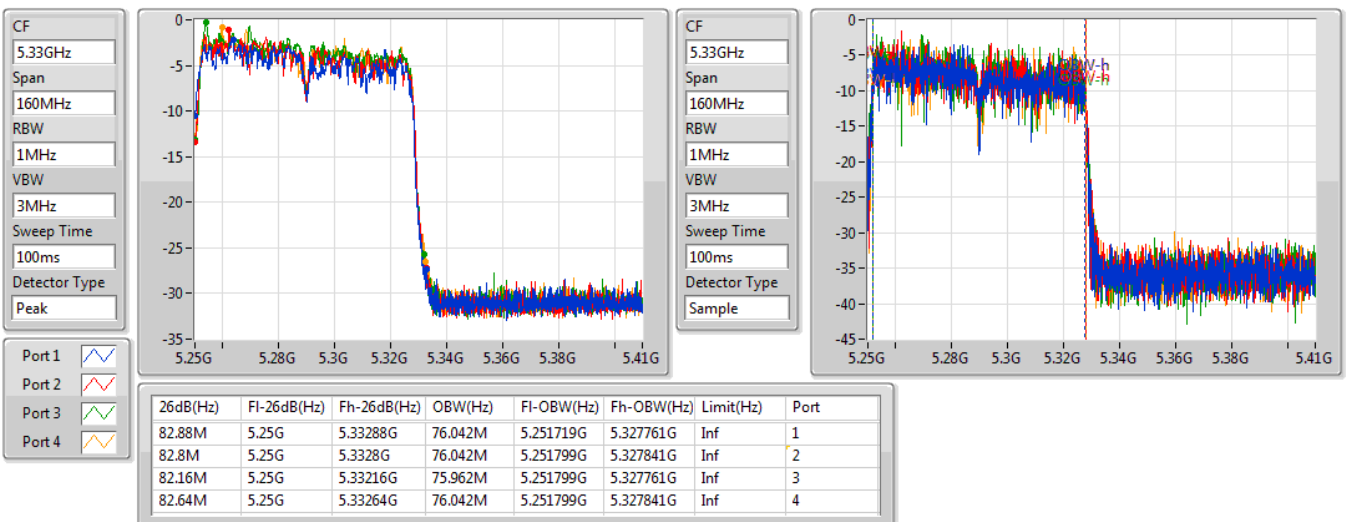 CF
5.33GHz
Span
160MHz
RBW
1MHz
VBW
3MHz
Sweep Time
100ms
Detector Type
Peak
0
-5
-10
-15
-20
-25
-30
-35
5.25G 5.28G 5.3G 5.32G 5.34G 5.36G 5.38G 5.41G
CF
5.33GHz
Span
160MHz
RBW
1MHz
VBW
3MHz
Sweep Time
100ms
Detector Type
Sample
0
-5
-10
-15
-20
-25
-30
-35
-40
-45
5.25G 5.28G 5.3G 5.32G 5.34G 5.36G 5.38G 5.41G
Port 1
Port 2
Port 3
Port 4
26dB(Hz) Fl-26dB(Hz) Fh-26dB(Hz) OBW(Hz) Fl-OBW(Hz) Fh-OBW(Hz) Limit(Hz) Port
82.88M 5.25G 5.33288G 76.042M 5.251719G 5.327761G Inf 1
82.8M 5.25G 5.3328G 76.042M 5.251799G 5.327841G Inf 2
82.16M 5.25G 5.33216G 75.962M 5.251799G 5.327761G Inf 3
82.64M 5.25G 5.33264G 76.042M 5.251799G 5.327841G Inf 4